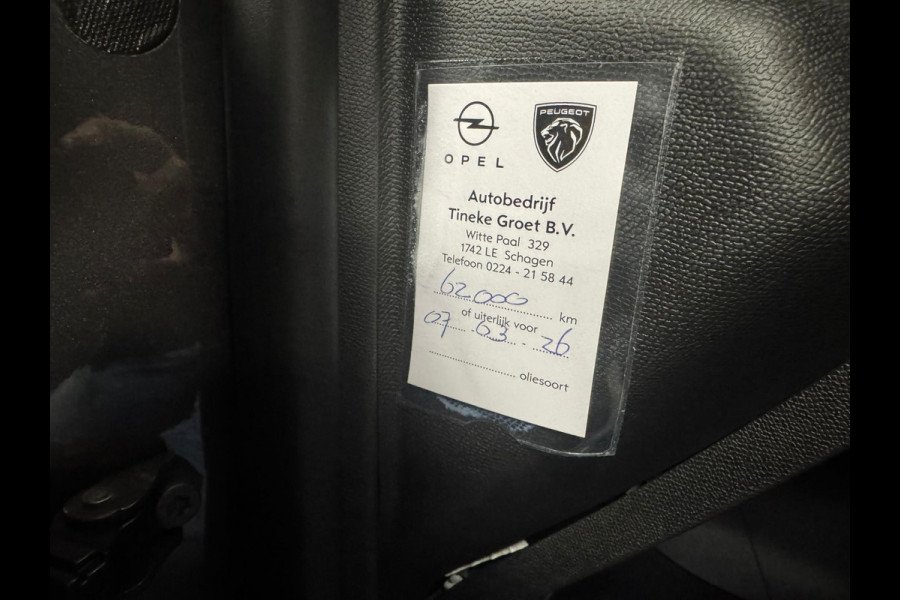 OPEL
PEUGEOT
Autobedrijf
Tineke Groet B.V.
Witte Paal 329
1742 LE Schagen
Telefoon 0224 - 21 58 44
62.000 km
of uiterlijk voor
07 - 03 - 26
oliesoort